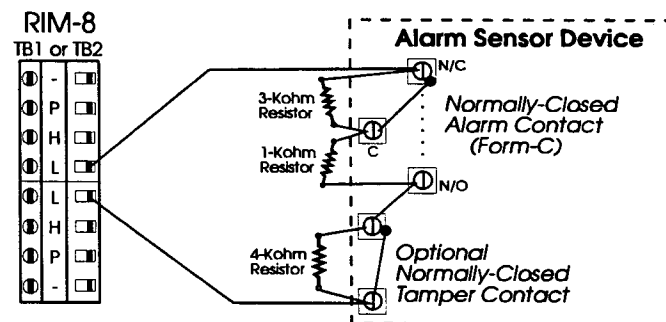 RIM-8
TB1 or TB2
-
P
H
L
L
H
P
-
Alarm Sensor Device
N/C
3-Kohm
Resistor
C
1-Kohm
Resistor
N/O
Normally-Closed
Alarm Contact
(Form-C)
4-Kohm
Resistor
Optional
Normally-Closed
Tamper Contact